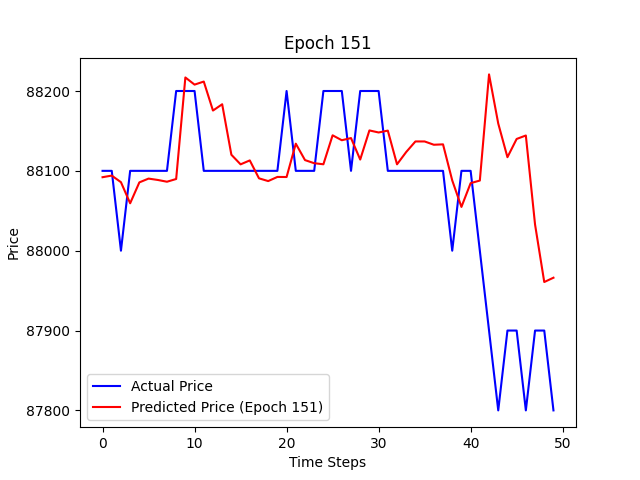 Epoch 151
Price
88200
88100
88000
87900
87800
Actual Price
Predicted Price (Epoch 151)
0 10 20 30 40 50
Time Steps